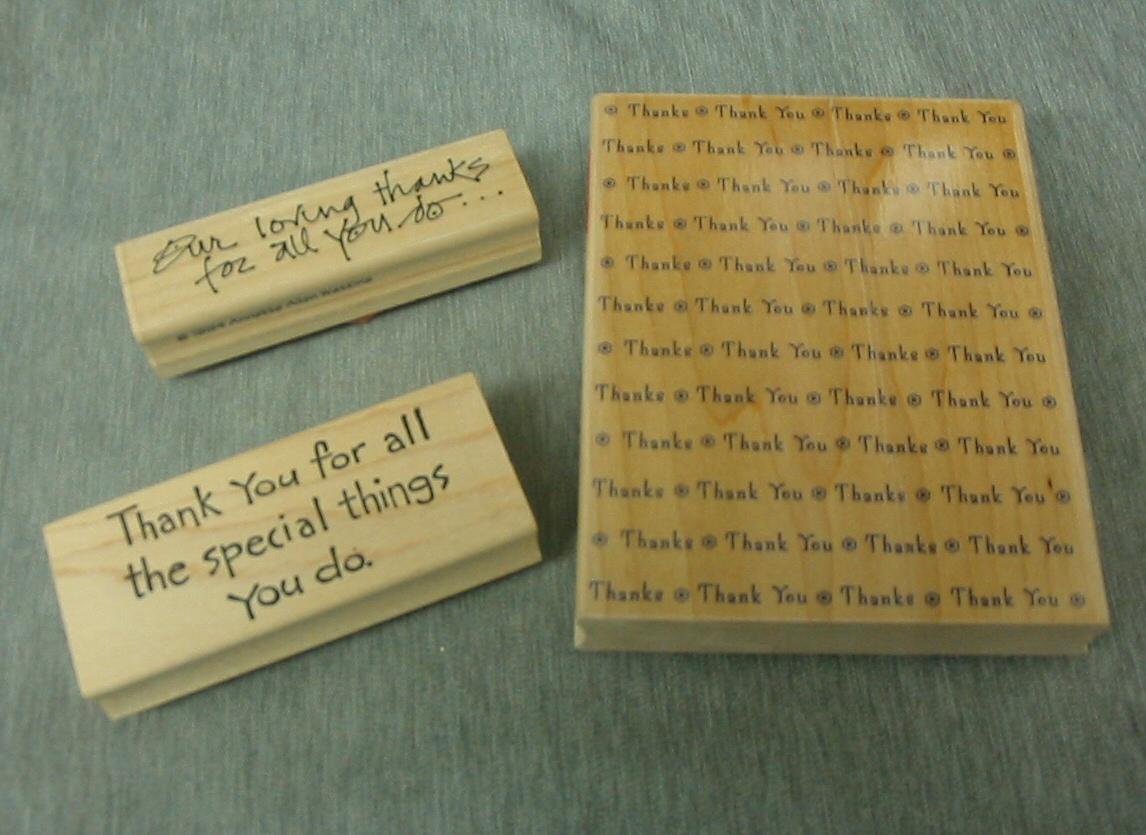 Our loving thanks
for all you do...
© 1994 Annette Allen Watkins
Thank You for all
the special things
You do.
Thanks Thank You Thanks Thank You
Thanks Thank You Thanks Thank You
Thanks Thank You Thanks Thank You
Thanks Thank You Thanks Thank You
Thanks Thank You Thanks Thank You
Thanks Thank You Thanks Thank You
Thanks Thank You Thanks Thank You
Thanks Thank You Thanks Thank You
Thanks Thank You Thanks Thank You
Thanks Thank You Thanks Thank You
Thanks Thank You Thanks Thank You
Thanks Thank You Thanks Thank You